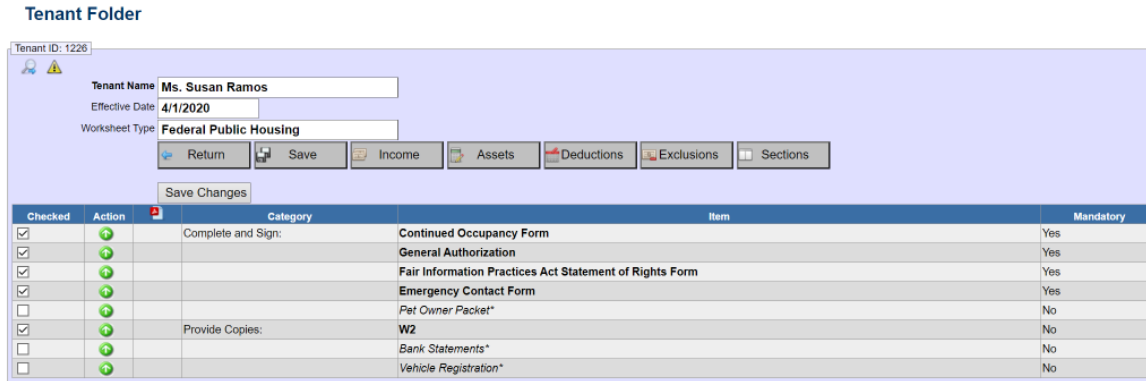 Tenant Folder
Tenant ID: 1226
Tenant Name Ms. Susan Ramos
Effective Date 4/1/2020
Worksheet Type Federal Public Housing
Return Save Income Assets Deductions Exclusions Sections
Save Changes
Checked Action Category Item Mandatory
Complete and Sign: Continued Occupancy Form Yes
General Authorization Yes
Fair Information Practices Act Statement of Rights Form Yes
Emergency Contact Form Yes
Pet Owner Packet* No
Provide Copies: W2 No
Bank Statements* No
Vehicle Registration* No